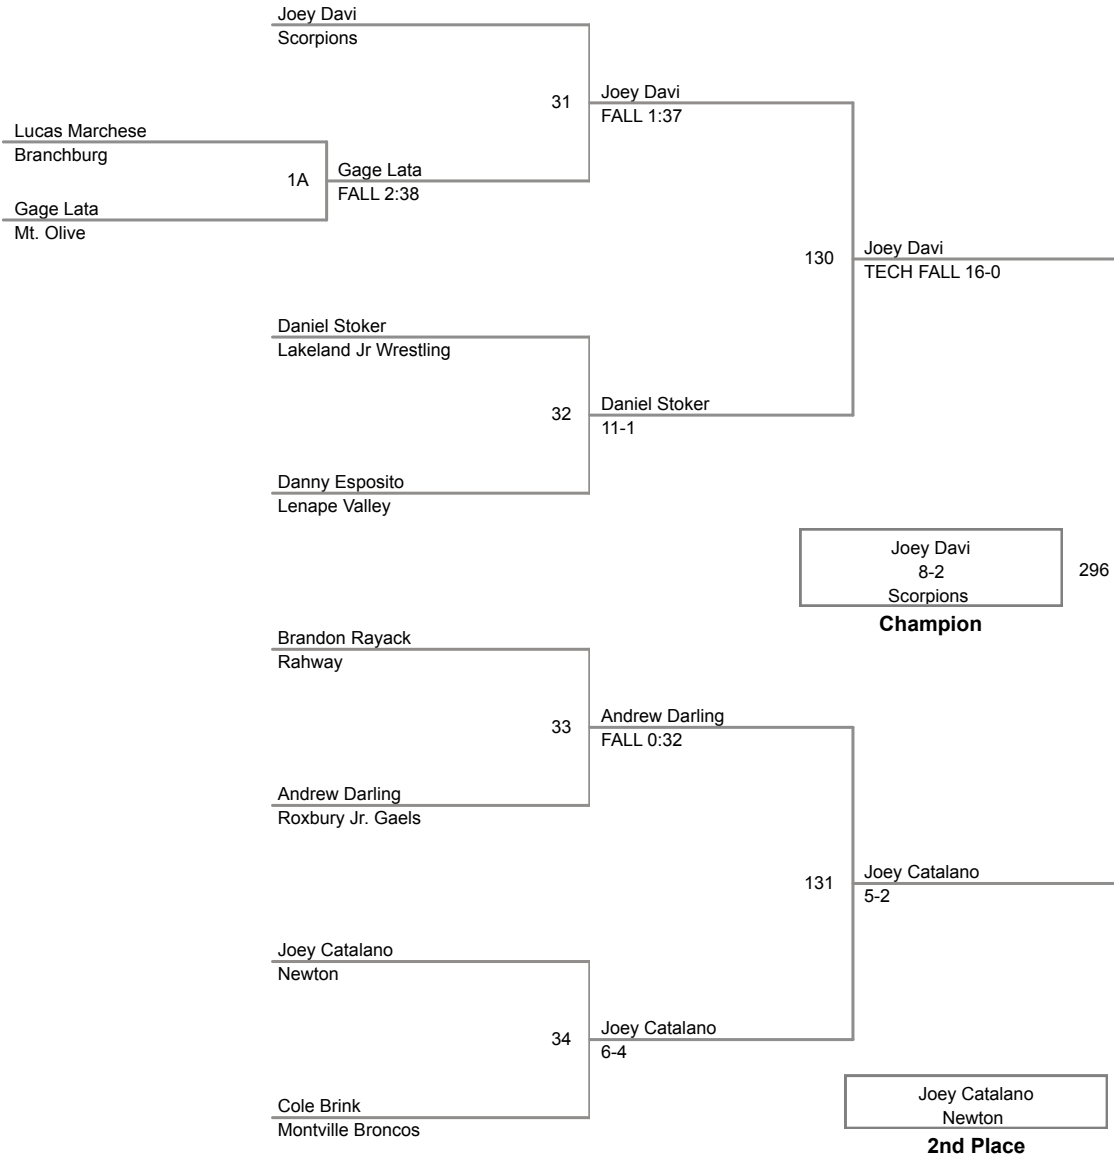 Joey Davi
Scorpions
31
Joey Davi
FALL 1:37
Lucas Marchese
Branchburg
1A
Gage Lata
FALL 2:38
Gage Lata
Mt. Olive
130
Joey Davi
TECH FALL 16-0
Daniel Stoker
Lakeland Jr Wrestling
32
Daniel Stoker
11-1
Danny Esposito
Lenape Valley
Joey Davi
8-2
Scorpions
296
Champion
Brandon Rayack
Rahway
33
Andrew Darling
FALL 0:32
Andrew Darling
Roxbury Jr. Gaels
131
Joey Catalano
5-2
Joey Catalano
Newton
34
Joey Catalano
6-4
Cole Brink
Montville Broncos
Joey Catalano
Newton
2nd Place